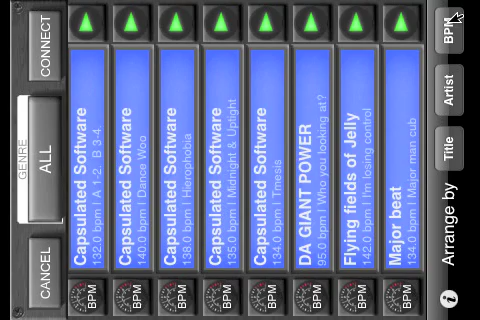 CANCEL
GENRE
ALL
CONNECT
BPM
Capsulated Software
132.0 bpm | A 1-2. B 3-4.
BPM
Capsulated Software
140.0 bpm | Dance Woo
BPM
Capsulated Software
138.0 bpm | Hierophobia
BPM
Capsulated Software
135.0 bpm | Midnight & Uptight
BPM
Capsulated Software
134.0 bpm | Tmesis
BPM
DA GIANT POWER
95.0 bpm | Who you looking at?
BPM
Flying fields of Jelly
142.0 bpm | I'm losing control
BPM
Major beat
134.0 bpm | Major man cub
i
Arrange by
Title
Artist
BPM